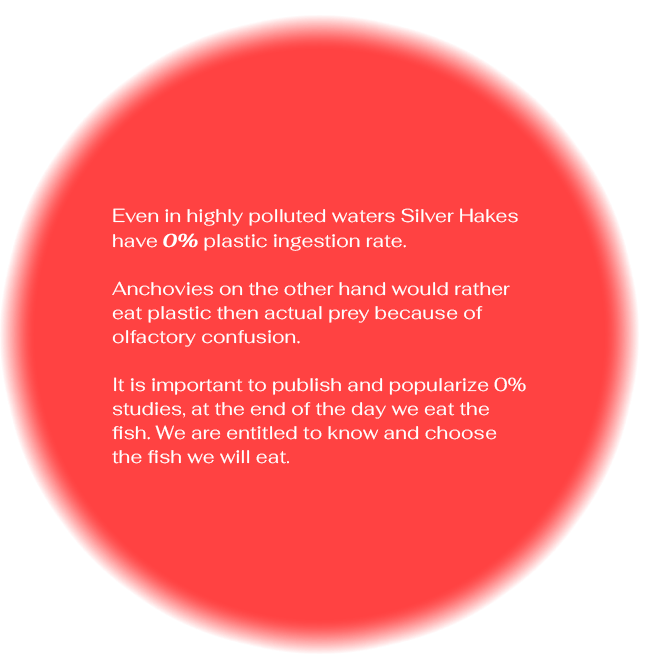 Even in highly polluted waters Silver Hakes
have 0% plastic ingestion rate.
Anchovies on the other hand would rather
eat plastic then actual prey because of
olfactory confusion.
It is important to publish and popularize 0%
studies, at the end of the day we eat the
fish. We are entitled to know and choose
the fish we will eat.